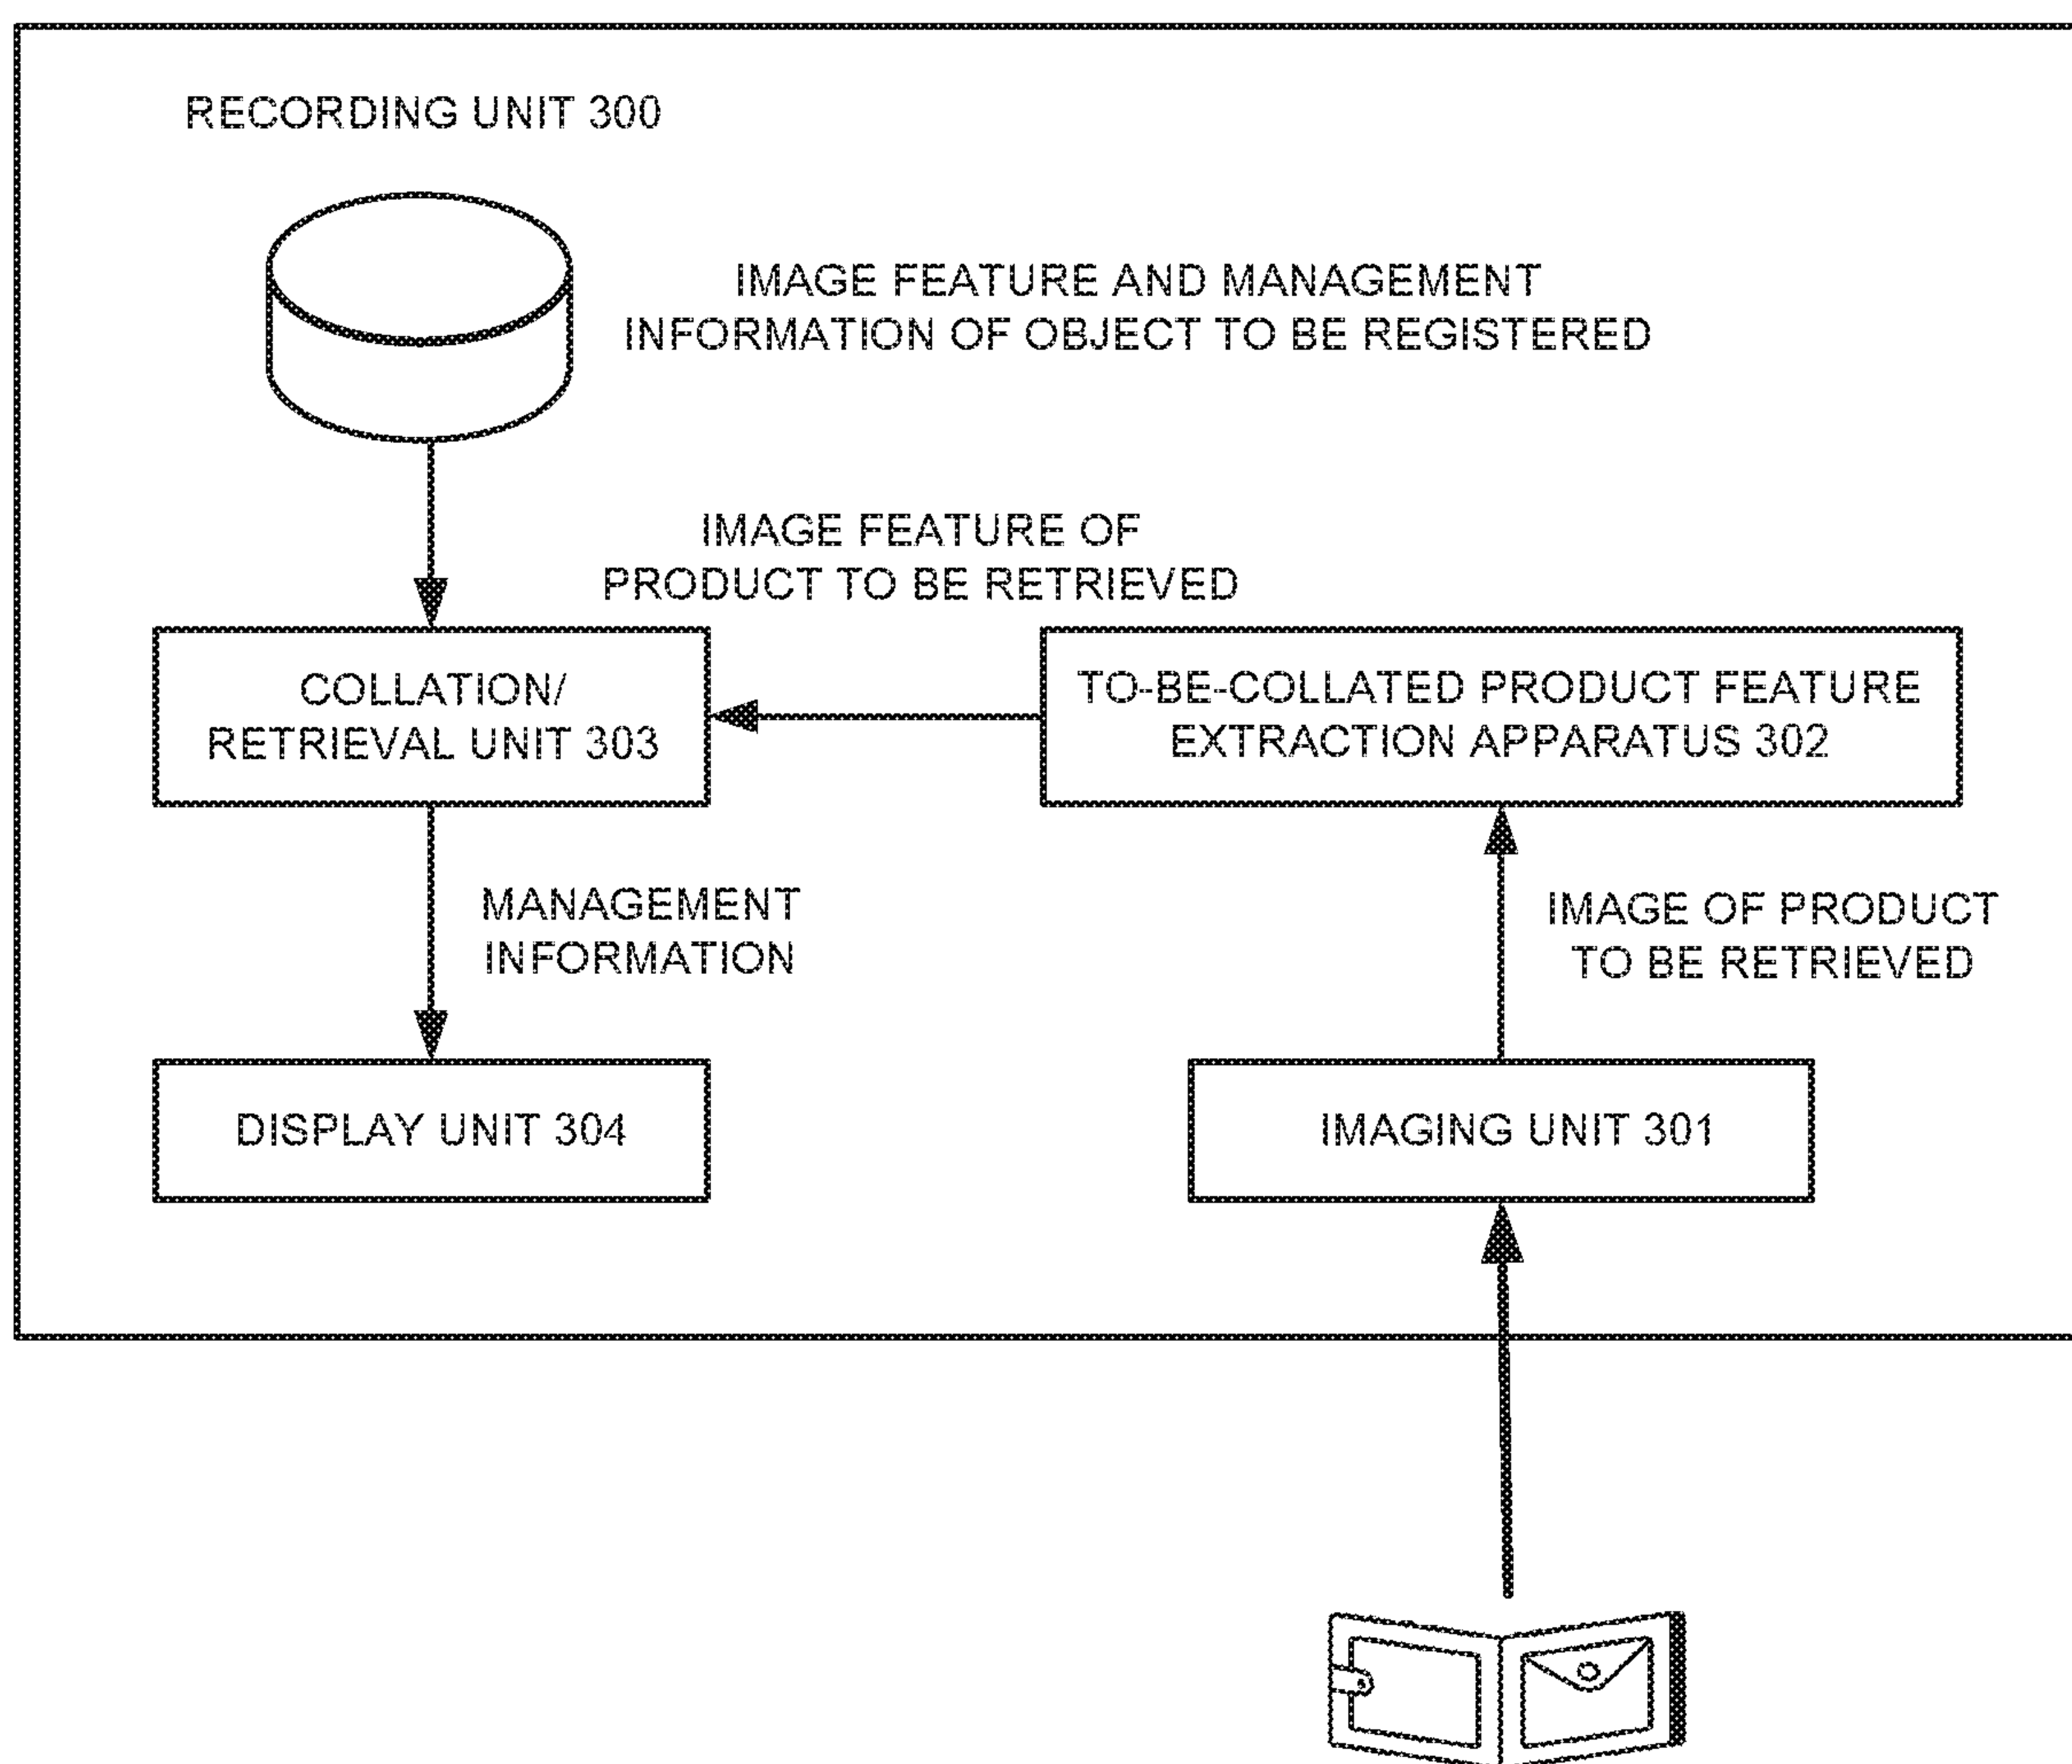 RECORDING UNIT 300
IMAGE FEATURE AND MANAGEMENT
INFORMATION OF OBJECT TO BE REGISTERED
IMAGE FEATURE OF
PRODUCT TO BE RETRIEVED
COLLATION/
RETRIEVAL UNIT 303
TO-BE-COLLATED PRODUCT FEATURE
EXTRACTION APPARATUS 302
MANAGEMENT
INFORMATION
IMAGE OF PRODUCT
TO BE RETRIEVED
DISPLAY UNIT 304
IMAGING UNIT 301